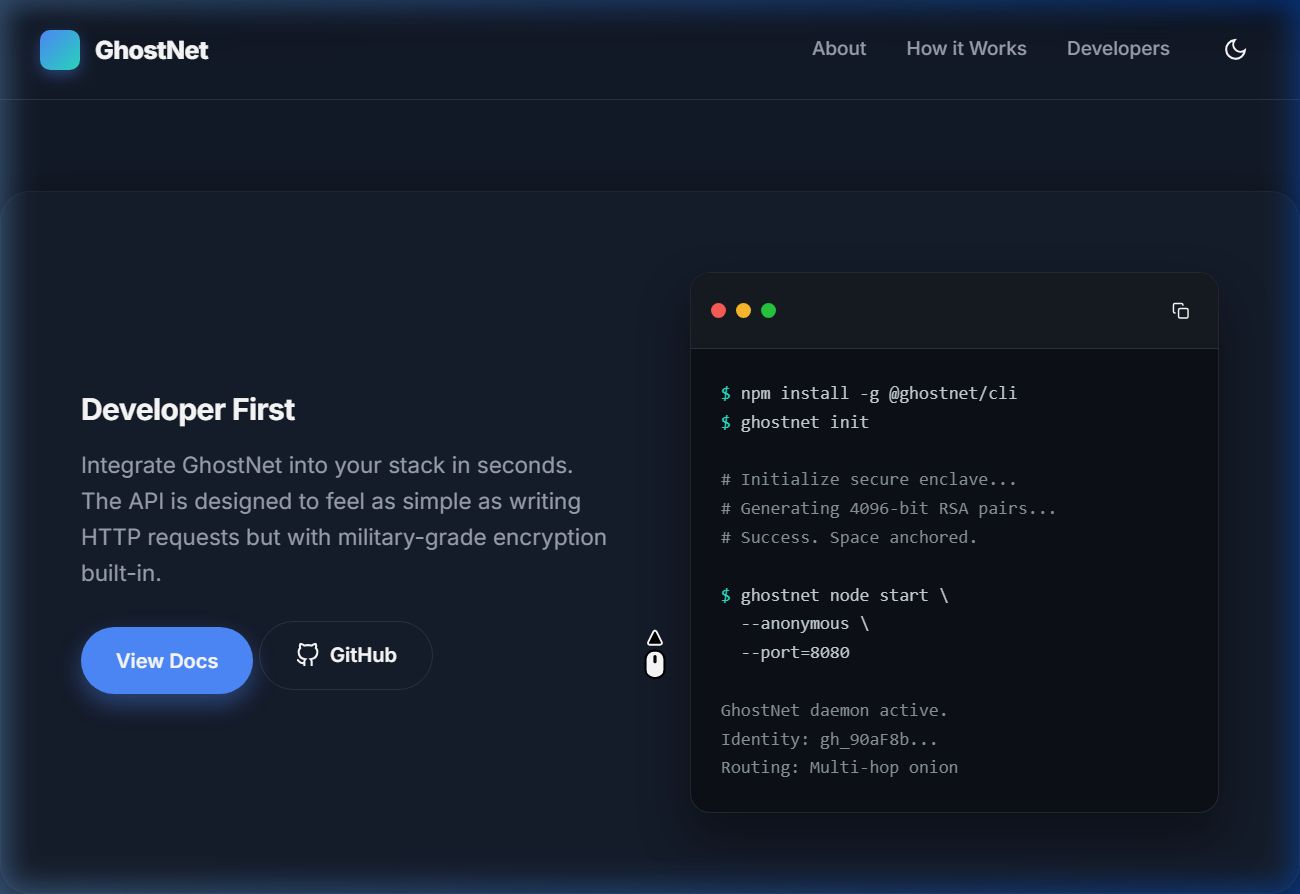 GhostNet
About
How it Works
Developers
Developer First
Integrate GhostNet into your stack in seconds.
The API is designed to feel as simple as writing
HTTP requests but with military-grade encryption
built-in.
View Docs
GitHub
$ npm install -g @ghostnet/cli
$ ghostnet init
# Initialize secure enclave...
# Generating 4096-bit RSA pairs...
# Success. Space anchored.
$ ghostnet node start \
--anonymous \
--port=8080
GhostNet daemon active.
Identity: gh_90aF8b...
Routing: Multi-hop onion